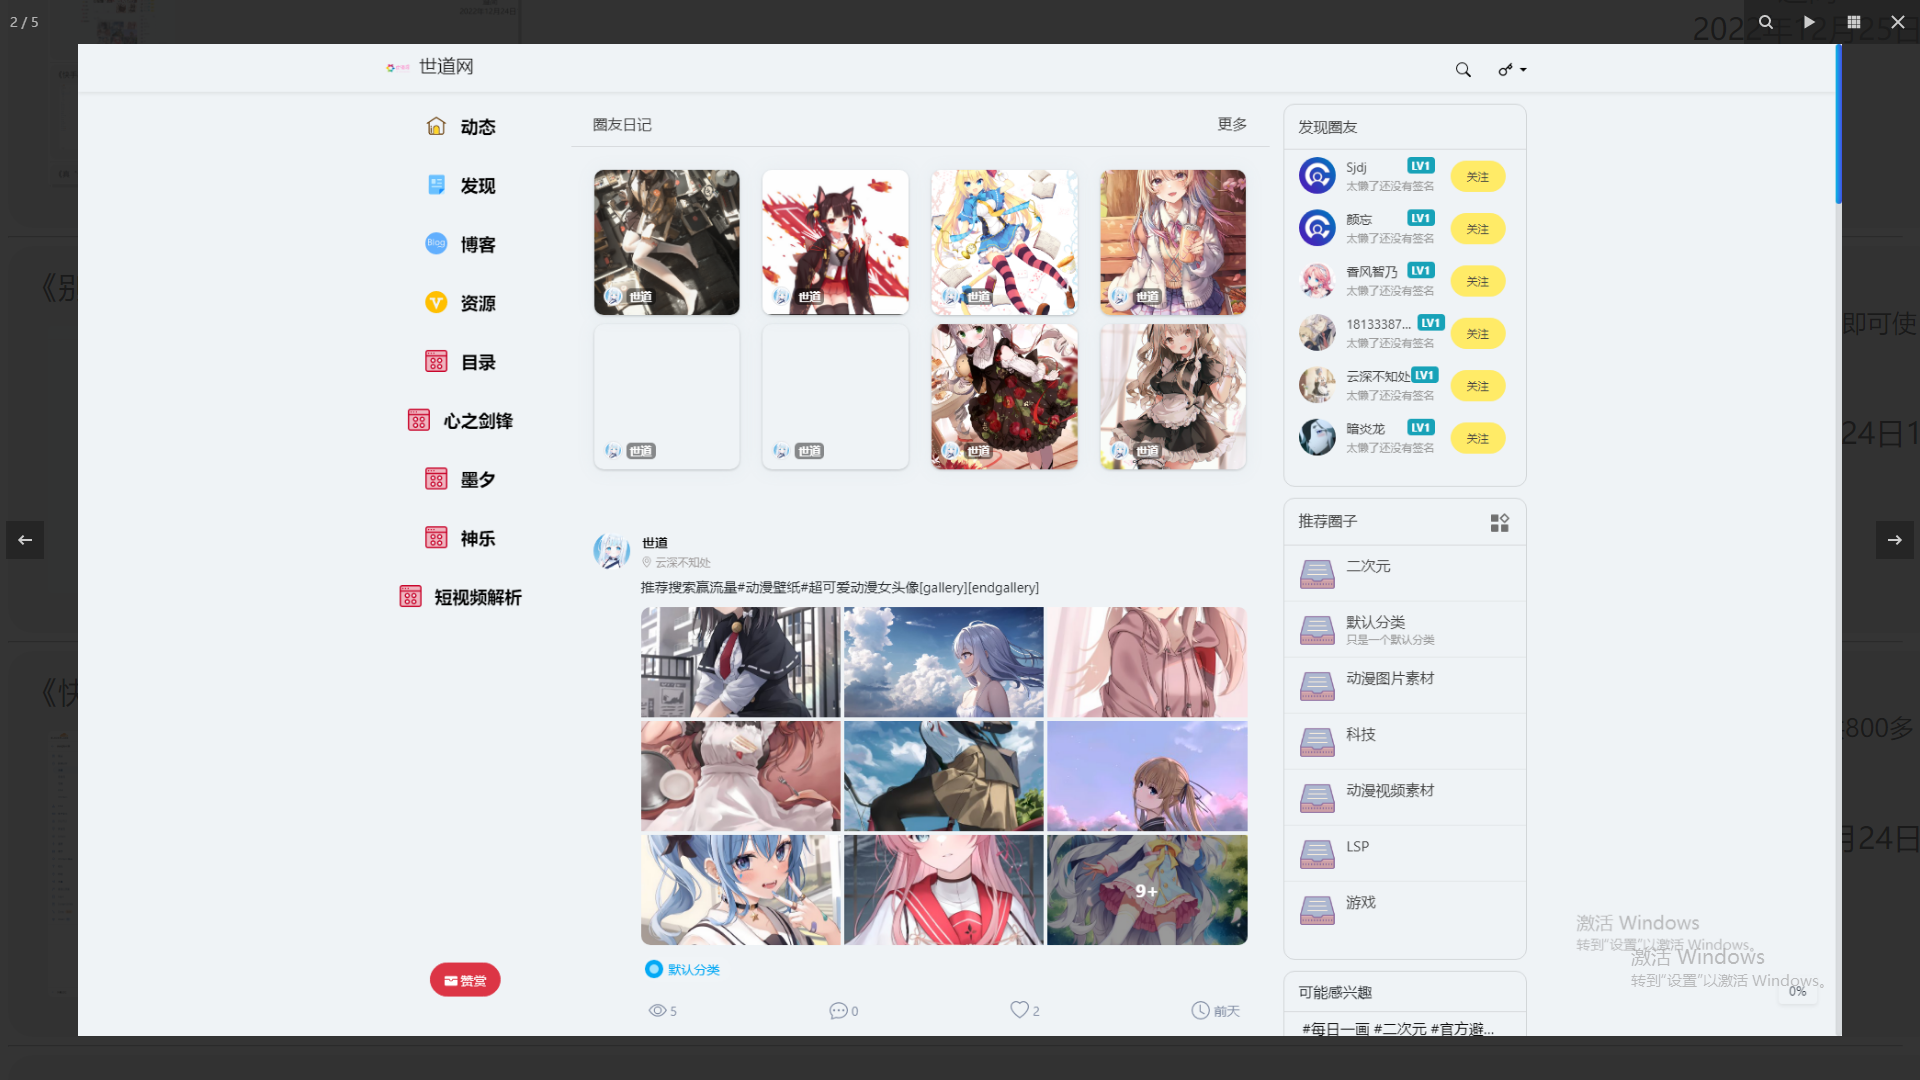 2 / 5
2022年12月25日
世道网
动态
发现
博客
Blog
资源
目录
心之剑锋
墨夕
神乐
短视频解析
赞赏
圈友日记
更多
世道
世道
世道
世道
世道
世道
世道
世道
世道
云深不知处
推荐搜索赢流量#动漫壁纸#超可爱动漫女头像[gallery][endgallery]
9+
默认分类
5
0
2
前天
发现圈友
Sjdj LV1
太懒了还没有签名
关注
颜忘 LV1
太懒了还没有签名
关注
香风智乃 LV1
太懒了还没有签名
关注
18133387... LV1
太懒了还没有签名
关注
云深不知处 LV1
太懒了还没有签名
关注
暗炎龙 LV1
太懒了还没有签名
关注
推荐圈子
二次元
默认分类
只是一个默认分类
动漫图片素材
科技
动漫视频素材
LSP
游戏
可能感兴趣
#每日一画 #二次元 #官方避...
激活 Windows
转到"设置"以激活 Windows。
激活 Windows
转到"设置"以激活 Windows。
0%
《别
即可使
24日1
《快
800多
月24日